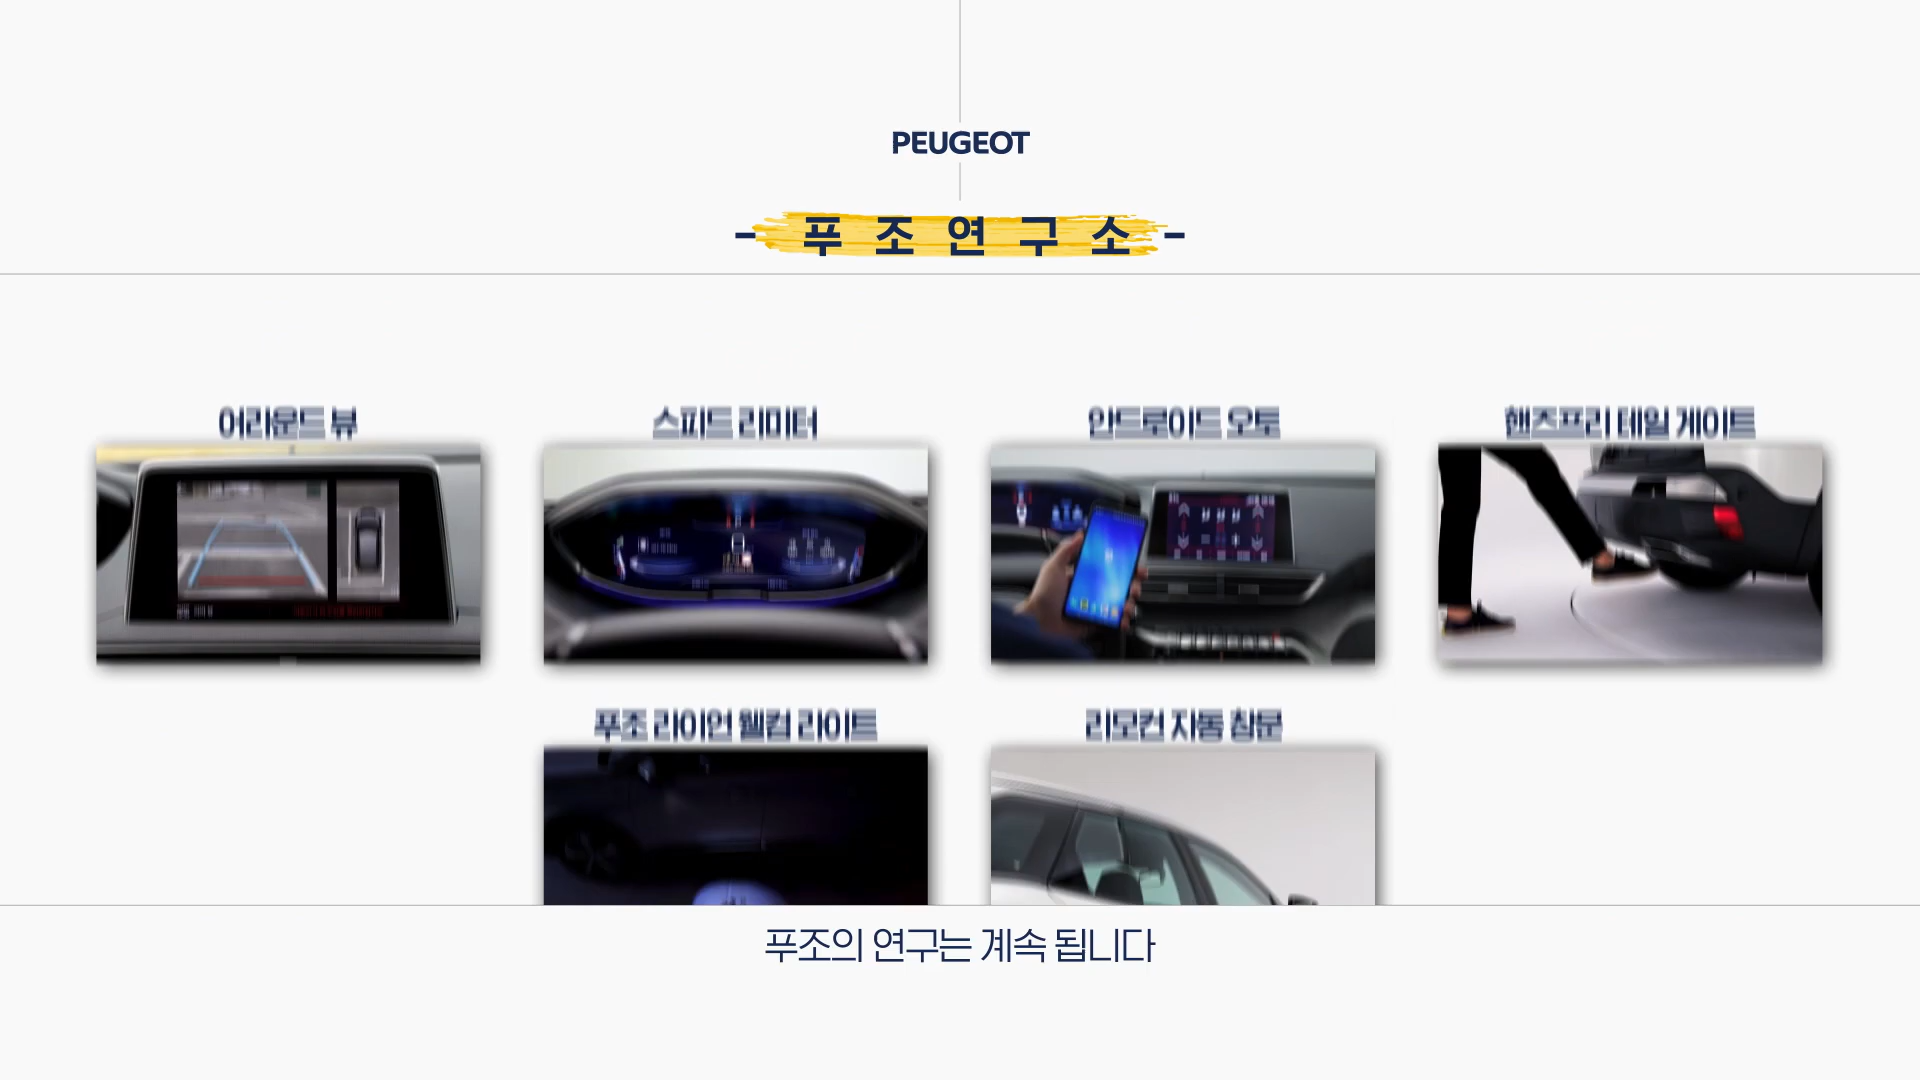 PEUGEOT
- 푸조연구소 -
어라운드 뷰
스피드 리미터
안드로이드 오토
핸즈프리 테일 게이트
푸조 라이언 웰컴 라이트
리모컨 자동 창문
푸조의 연구는 계속 됩니다